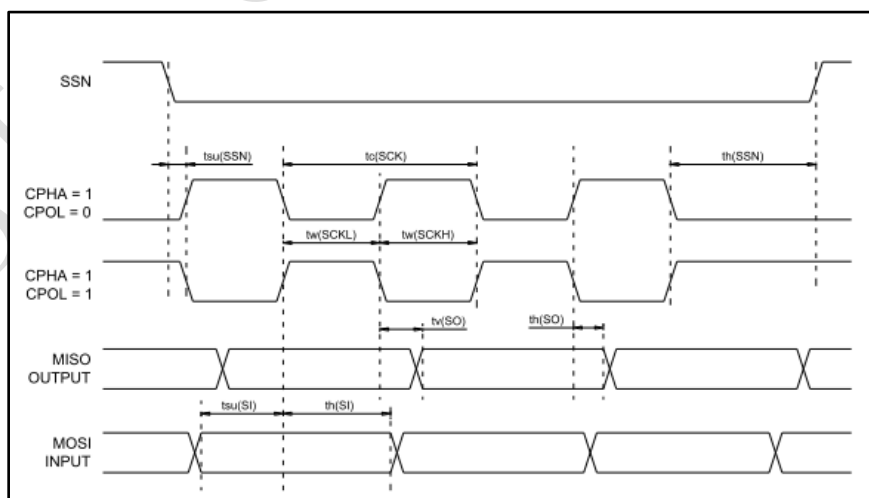 SSN
tsu(SSN)
tc(SCK)
th(SSN)
CPHA = 1
CPOL = 0
tw(SCKL)
tw(SCKH)
CPHA = 1
CPOL = 1
tv(SO)
th(SO)
MISO
OUTPUT
tsu(SI)
th(SI)
MOSI
INPUT